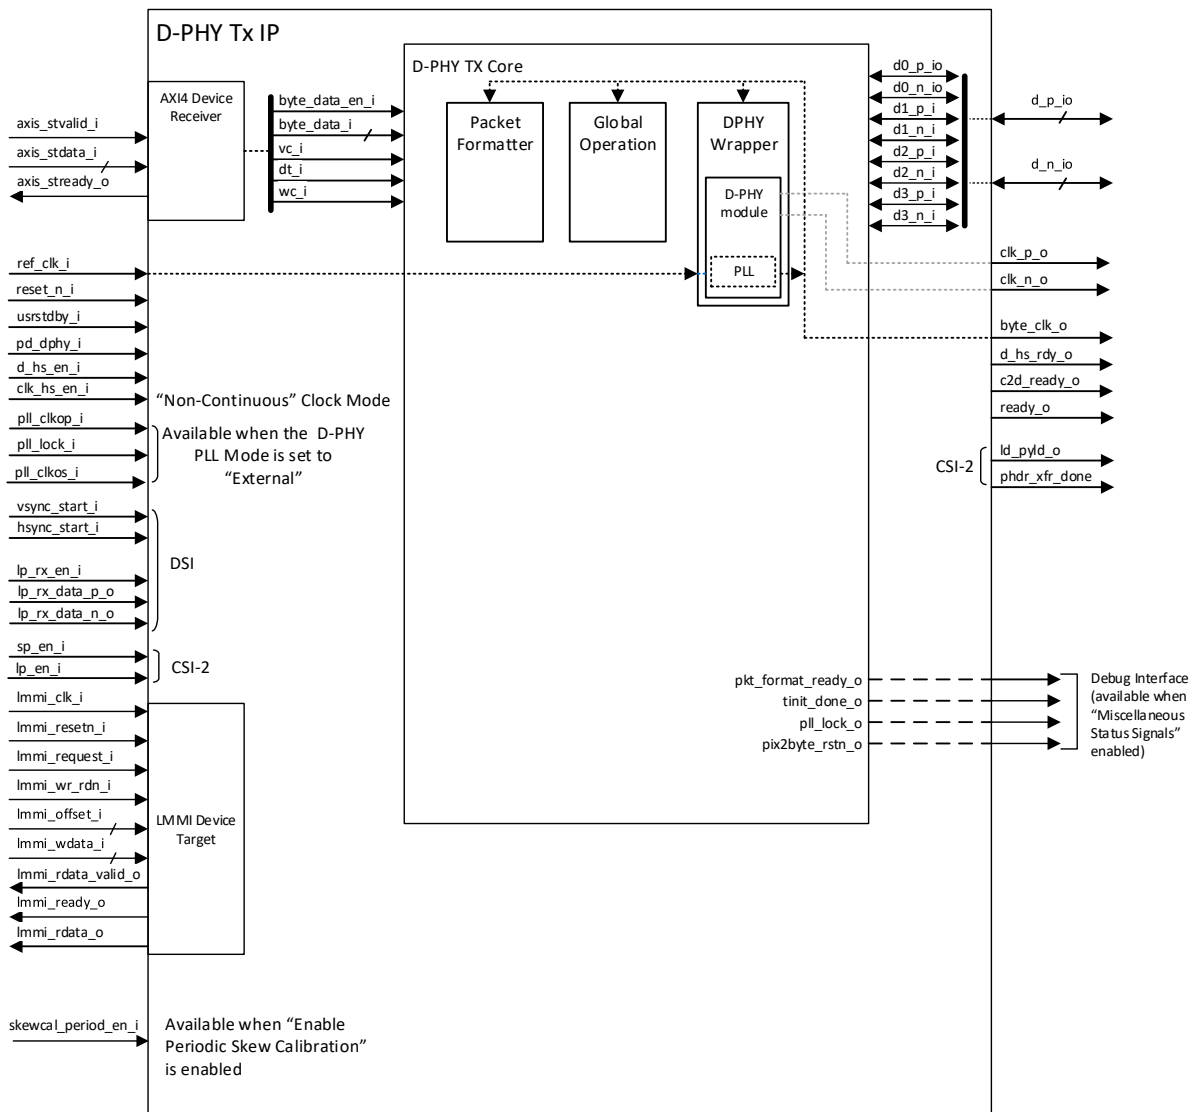 D-PHY Tx IP
D-PHY TX Core
AXI4 Device
Receiver
axis_stvalid_i
axis_stdata_i
axis_stready_o
byte_data_en_i
byte_data_i
vc_i
dt_i
wc_i
Packet
Formatter
Global
Operation
DPHY
Wrapper
D-PHY
module
PLL
d0_p_io
d0_n_io
d1_p_i
d1_n_i
d2_p_i
d2_n_i
d3_p_i
d3_n_i
d_p_io
d_n_io
ref_clk_i
reset_n_i
usrstdby_i
pd_dphy_i
d_hs_en_i
clk_hs_en_i
"Non-Continuous" Clock Mode
pll_clkop_i
pll_lock_i
pll_clkos_i
Available when the D-PHY
PLL Mode is set to
"External"
clk_p_o
clk_n_o
byte_clk_o
d_hs_rdy_o
c2d_ready_o
ready_o
CSI-2
ld_pyld_o
phdr_xfr_done
vsync_start_i
hsync_start_i
lp_rx_en_i
lp_rx_data_p_o
lp_rx_data_n_o
DSI
sp_en_i
lp_en_i
CSI-2
lmmi_clk_i
lmmi_resetn_i
lmmi_request_i
lmmi_wr_rdn_i
lmmi_offset_i
lmmi_wdata_i
lmmi_rdata_valid_o
lmmi_ready_o
lmmi_rdata_o
LMMI Device
Target
pkt_format_ready_o
tinit_done_o
pll_lock_o
pix2byte_rstn_o
Debug Interface
(available when
"Miscellaneous
Status Signals"
enabled)
skewcal_period_en_i
Available when "Enable
Periodic Skew Calibration"
is enabled